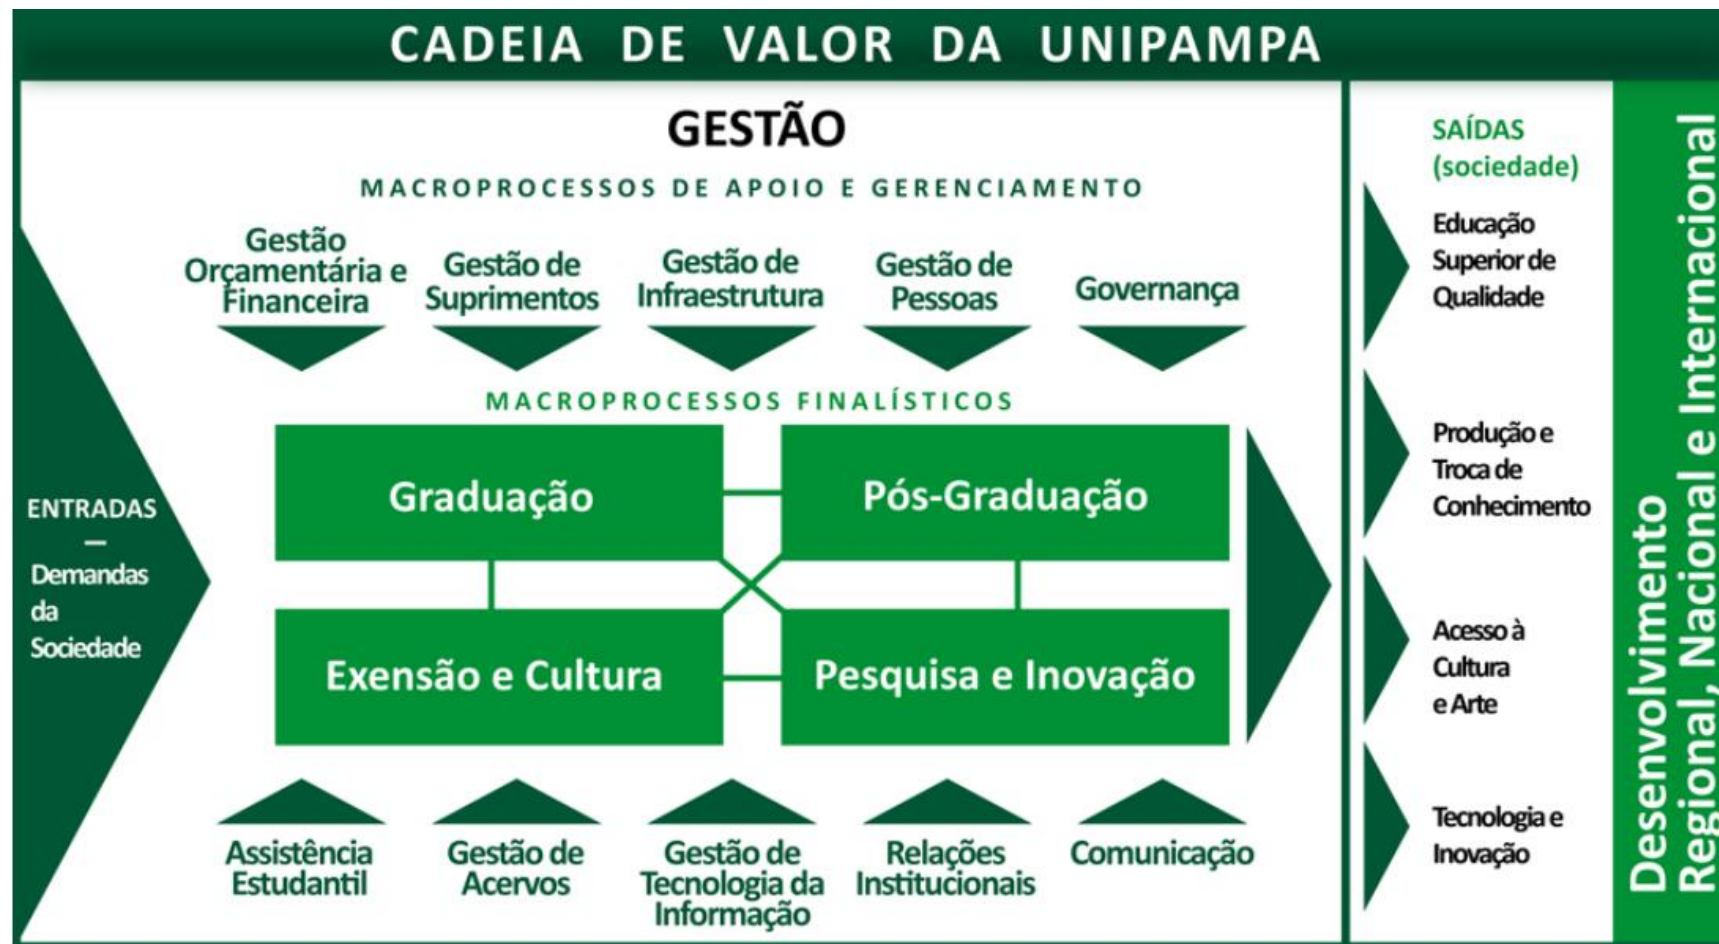 CADEIA DE VALOR DA UNIPAMPA
GESTÃO
MACROPROCESSOS DE APOIO E GERENCIAMENTO
Gestão
Orçamentária e
Financeira
Gestão de
Suprimentos
Gestão de
Infraestrutura
Gestão de
Pessoas
Governança
MACROPROCESSOS FINALÍSTICOS
ENTRADAS
–
Demandas
da
Sociedade
Graduação
Pós-Graduação
Exensão e Cultura
Pesquisa e Inovação
Assistência
Estudantil
Gestão de
Acervos
Gestão de
Tecnologia da
Informação
Relações
Institucionais
Comunicação
SAÍDAS
(sociedade)
Educação
Superior de
Qualidade
Produção e
Troca de
Conhecimento
Acesso à
Cultura
e Arte
Tecnologia e
Inovação
Desenvolvimento
Regional, Nacional e Internacional